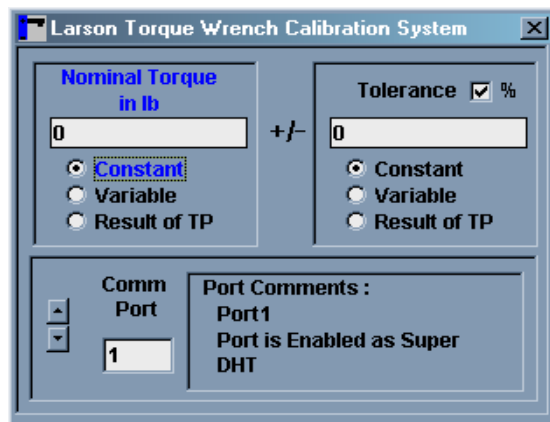 Larson Torque Wrench Calibration System
Nominal Torque
in lb
0
Constant
Variable
Result of TP
+/-
Tolerance %
0
Constant
Variable
Result of TP
Comm
Port
1
Port Comments :
Port1
Port is Enabled as Super
DHT